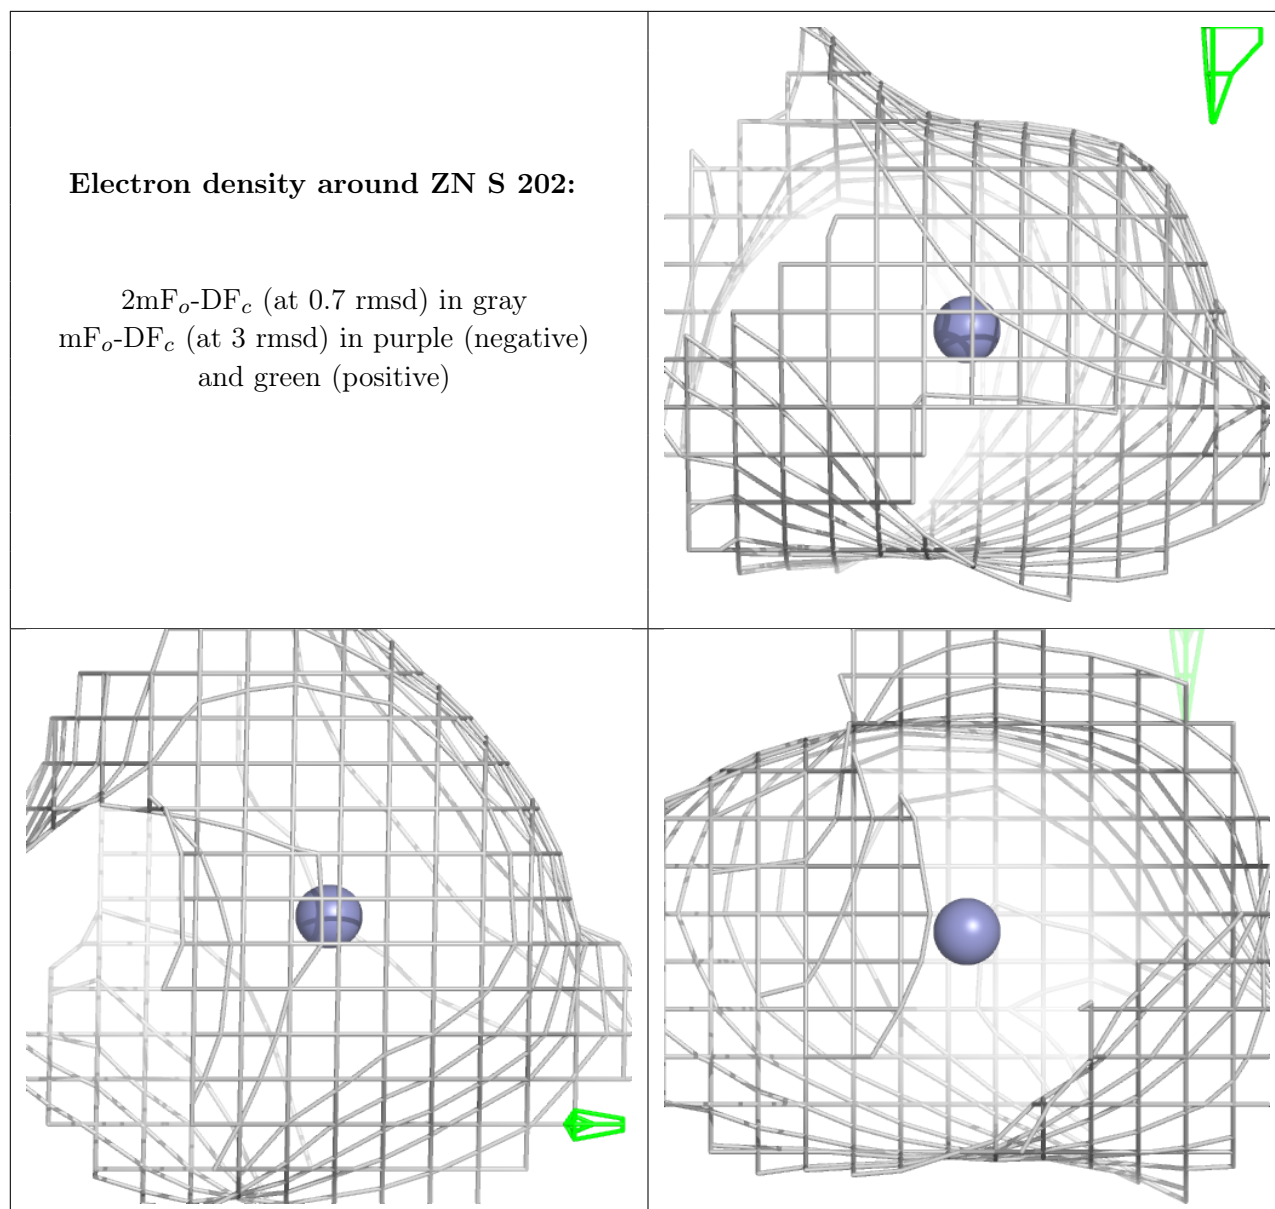 Electron density around ZN S 202:
2mFₒ-DF𝒸 (at 0.7 rmsd) in gray
mFₒ-DF𝒸 (at 3 rmsd) in purple (negative)
and green (positive)